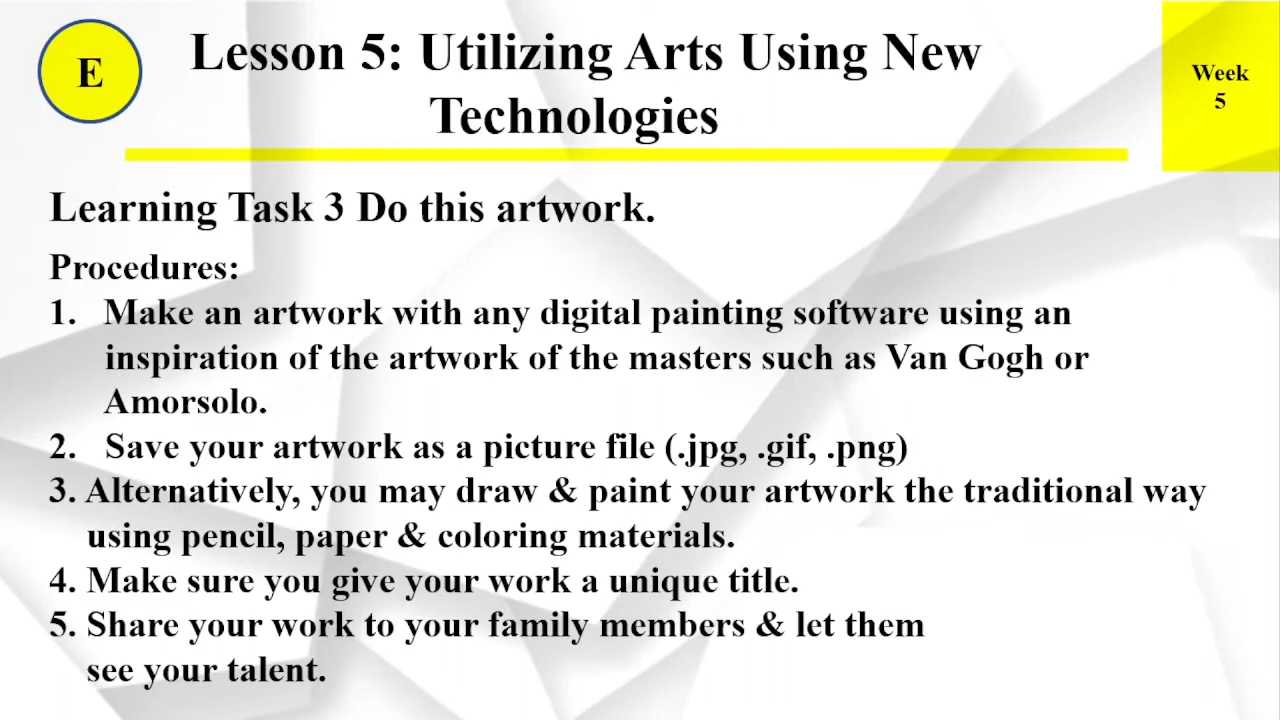 E
Lesson 5: Utilizing Arts Using New
Technologies
Week
5
Learning Task 3 Do this artwork.
Procedures:
1. Make an artwork with any digital painting software using an
inspiration of the artwork of the masters such as Van Gogh or
Amorsolo.
2. Save your artwork as a picture file (.jpg, .gif, .png)
3. Alternatively, you may draw & paint your artwork the traditional way
using pencil, paper & coloring materials.
4. Make sure you give your work a unique title.
5. Share your work to your family members & let them
see your talent.